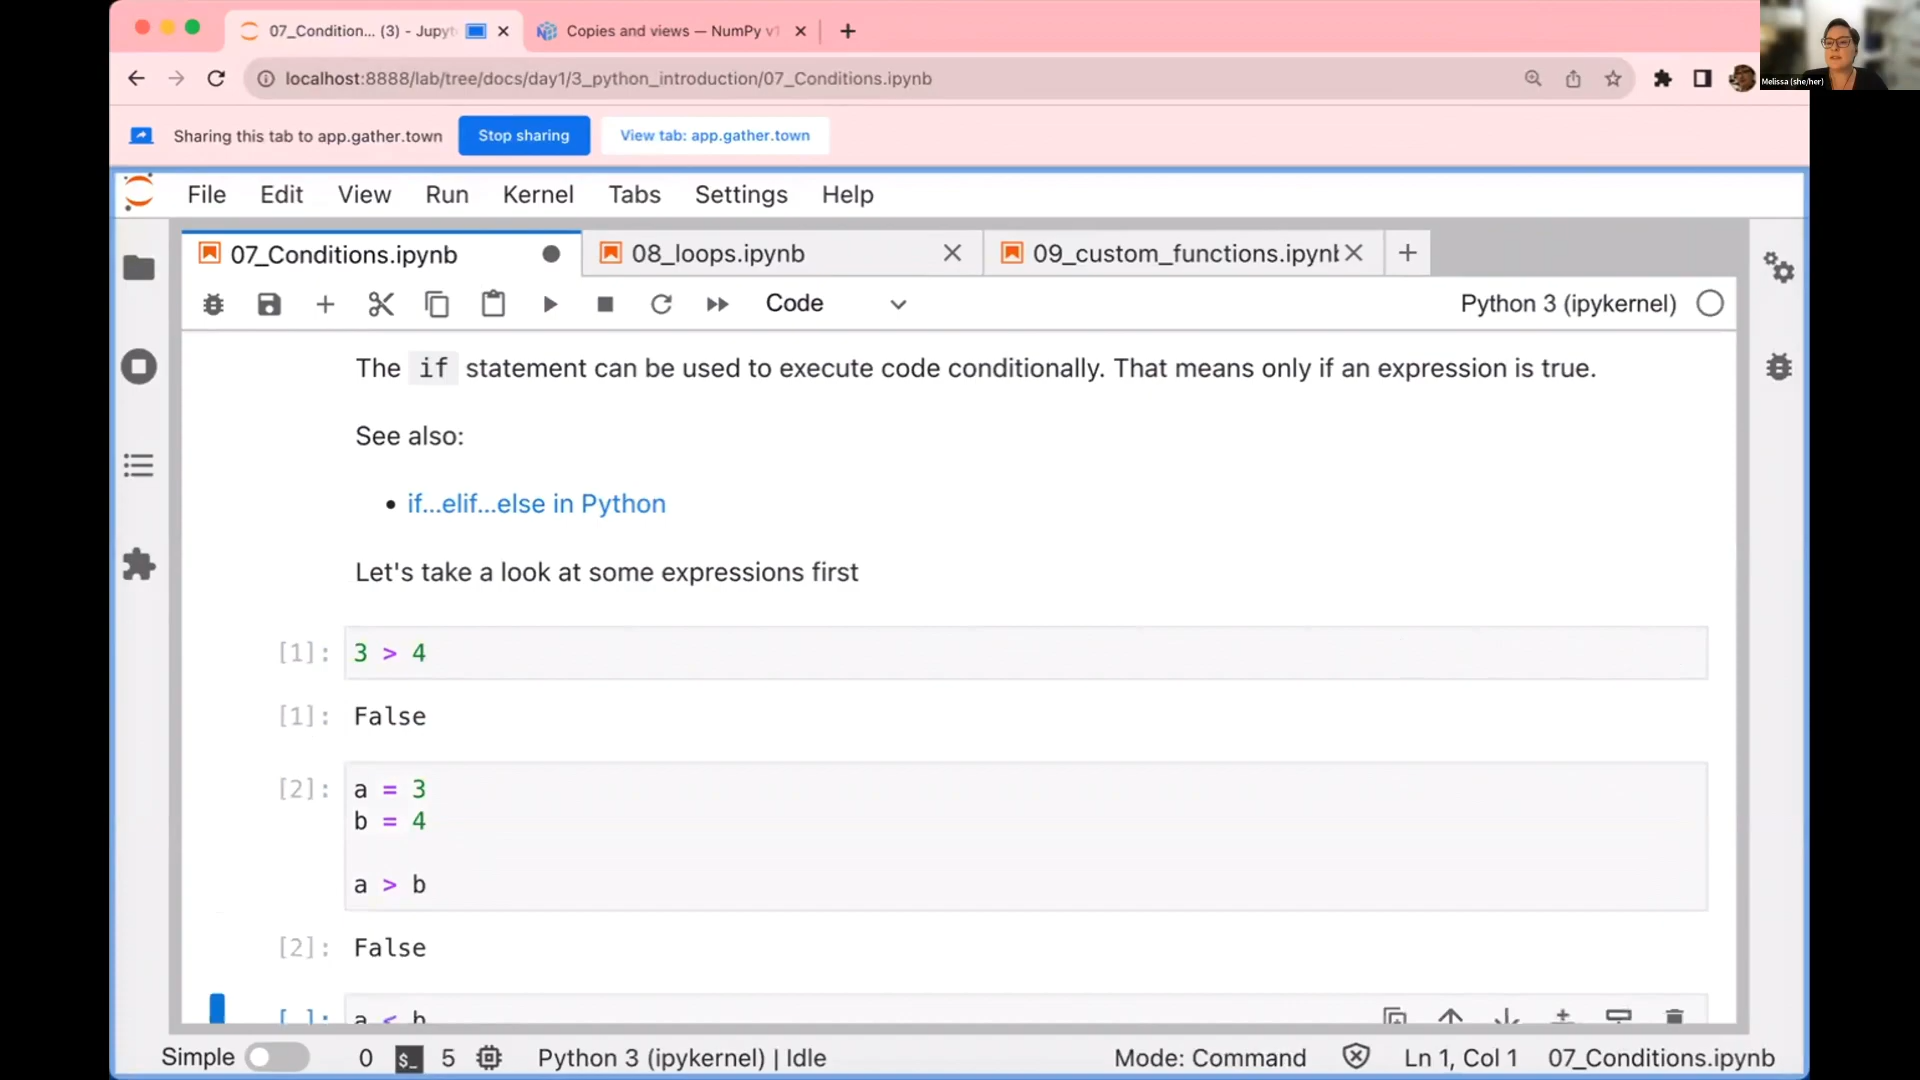 07_Condition... (3) - Jupyt
Copies and views — NumPy v1
localhost:8888/lab/tree/docs/day1/3_python_introduction/07_Conditions.ipynb
Melissa (she/her)
Sharing this tab to app.gather.town
Stop sharing
View tab: app.gather.town
File Edit View Run Kernel Tabs Settings Help
07_Conditions.ipynb
08_loops.ipynb
09_custom_functions.ipynb
Code
Python 3 (ipykernel)
The if statement can be used to execute code conditionally. That means only if an expression is true.
See also:
• if...elif...else in Python
Let's take a look at some expressions first
[1]: 3 > 4
[1]: False
[2]: a = 3
b = 4
a > b
[2]: False
[ ]: a < b
Simple 0 $_ 5 Python 3 (ipykernel) | Idle Mode: Command Ln 1, Col 1 07_Conditions.ipynb